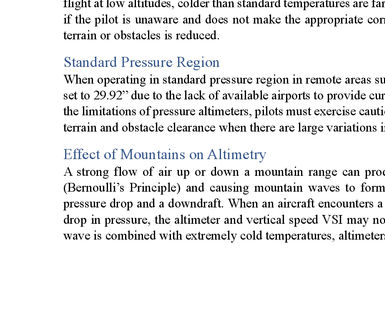 flight at low altitudes, colder than standard temperatures are far
if the pilot is unaware and does not make the appropriate cor
terrain or obstacles is reduced.
Standard Pressure Region
When operating in standard pressure region in remote areas su
set to 29.92” due to the lack of available airports to provide cur
the limitations of pressure altimeters, pilots must exercise cauti
terrain and obstacle clearance when there are large variations i
Effect of Mountains on Altimetry
A strong flow of air up or down a mountain range can prod
(Bernoulli’s Principle) and causing mountain waves to form
pressure drop and a downdraft. When an aircraft encounters a
drop in pressure, the altimeter and vertical speed VSI may no
wave is combined with extremely cold temperatures, altimeters